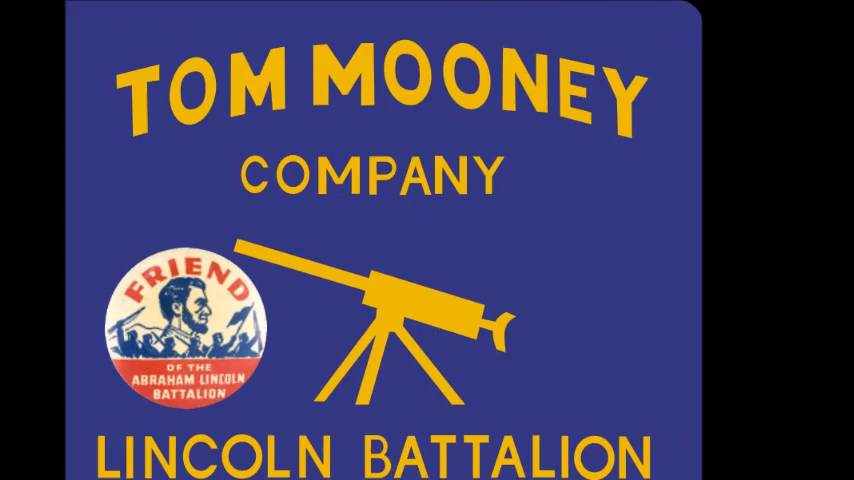 TOM MOONEY
COMPANY
FRIEND
OF THE
ABRAHAM LINCOLN
BATTALION
LINCOLN BATTALION